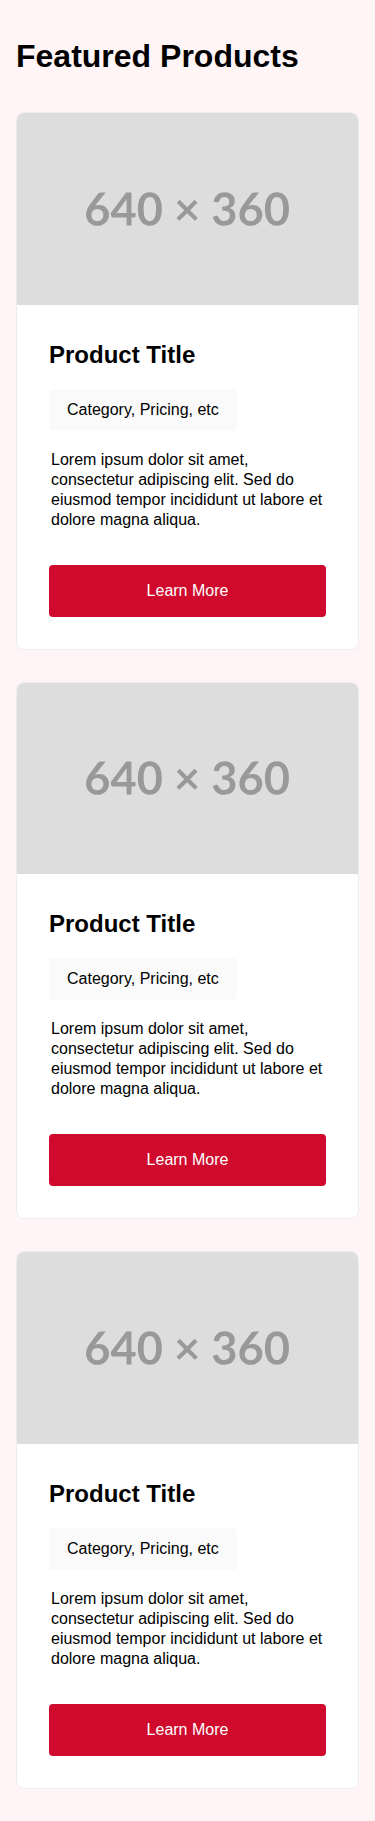 Featured Products
640 × 360
Product Title
Category, Pricing, etc
Lorem ipsum dolor sit amet,
consectetur adipiscing elit. Sed do
eiusmod tempor incididunt ut labore et
dolore magna aliqua.
Learn More
640 × 360
Product Title
Category, Pricing, etc
Lorem ipsum dolor sit amet,
consectetur adipiscing elit. Sed do
eiusmod tempor incididunt ut labore et
dolore magna aliqua.
Learn More
640 × 360
Product Title
Category, Pricing, etc
Lorem ipsum dolor sit amet,
consectetur adipiscing elit. Sed do
eiusmod tempor incididunt ut labore et
dolore magna aliqua.
Learn More